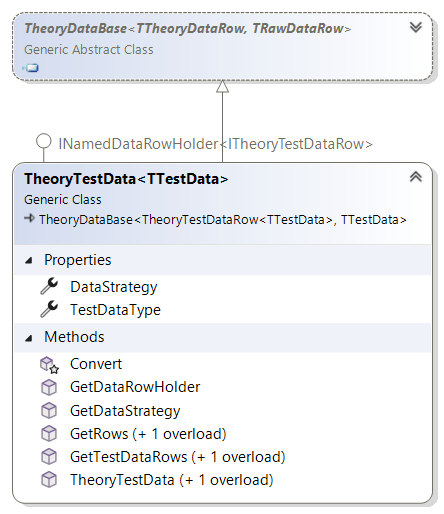 TheoryDataBase<TTheoryDataRow, TRawDataRow>
Generic Abstract Class
INamedDataRowHolder<ITheoryTestDataRow>
TheoryTestData<TTestData>
Generic Class
TheoryDataBase<TheoryTestDataRow<TTestData>, TTestData>
Properties
DataStrategy
TestDataType
Methods
Convert
GetDataRowHolder
GetDataStrategy
GetRows (+ 1 overload)
GetTestDataRows (+ 1 overload)
TheoryTestData (+ 1 overload)